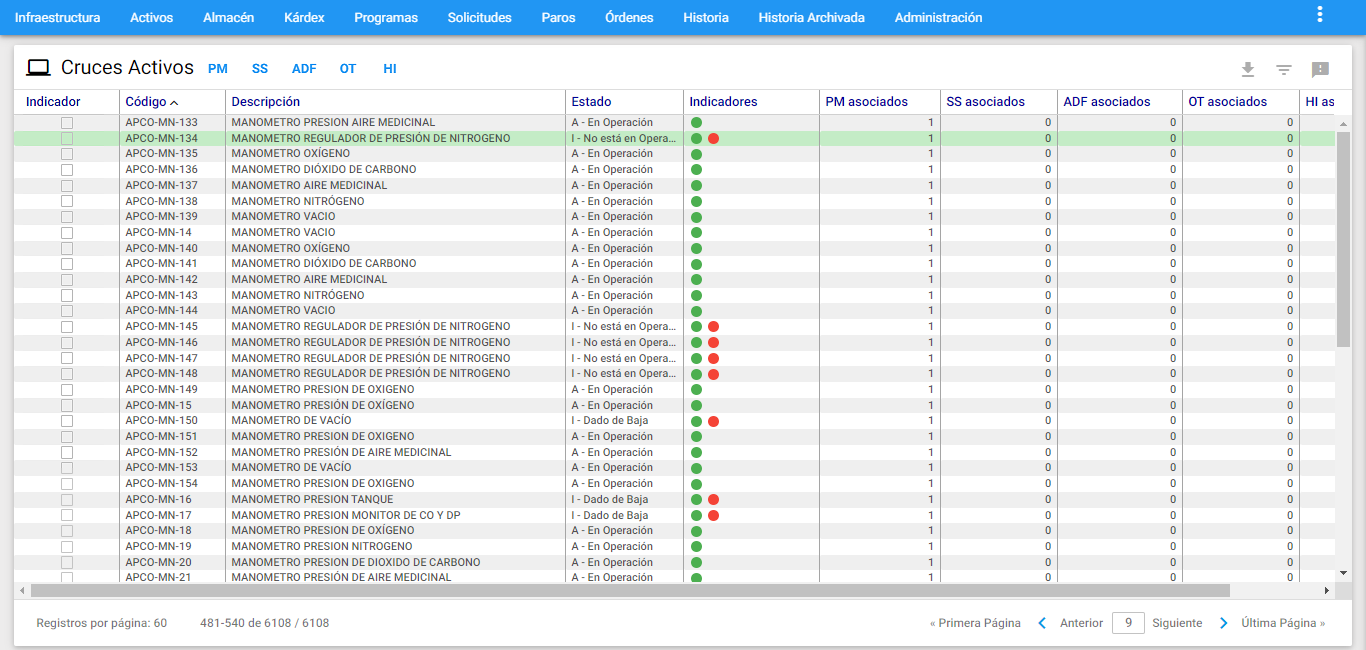 Infraestructura Activos Almacén Kárdex Programas Solicitudes Paros Órdenes Historia Historia Archivada Administración
Cruces Activos PM SS ADF OT HI
Indicador Código Descripción Estado Indicadores PM asociados SS asociados ADF asociados OT asociados HI as
APCO-MN-133 MANOMETRO PRESION AIRE MEDICINAL A - En Operación 1 0 0 0
APCO-MN-134 MANOMETRO REGULADOR DE PRESIÓN DE NITROGENO I - No está en Opera... 1 0 0 0
APCO-MN-135 MANOMETRO OXÍGENO A - En Operación 1 0 0 0
APCO-MN-136 MANOMETRO DIÓXIDO DE CARBONO A - En Operación 1 0 0 0
APCO-MN-137 MANOMETRO AIRE MEDICINAL A - En Operación 1 0 0 0
APCO-MN-138 MANOMETRO NITRÓGENO A - En Operación 1 0 0 0
APCO-MN-139 MANOMETRO VACIO A - En Operación 1 0 0 0
APCO-MN-14 MANOMETRO VACIO A - En Operación 1 0 0 0
APCO-MN-140 MANOMETRO OXÍGENO A - En Operación 1 0 0 0
APCO-MN-141 MANOMETRO DIÓXIDO DE CARBONO A - En Operación 1 0 0 0
APCO-MN-142 MANOMETRO AIRE MEDICINAL A - En Operación 1 0 0 0
APCO-MN-143 MANOMETRO NITRÓGENO A - En Operación 1 0 0 0
APCO-MN-144 MANOMETRO VACIO A - En Operación 1 0 0 0
APCO-MN-145 MANOMETRO REGULADOR DE PRESIÓN DE NITROGENO I - No está en Opera... 1 0 0 0
APCO-MN-146 MANOMETRO REGULADOR DE PRESIÓN DE NITROGENO I - No está en Opera... 1 0 0 0
APCO-MN-147 MANOMETRO REGULADOR DE PRESIÓN DE NITROGENO I - No está en Opera... 1 0 0 0
APCO-MN-148 MANOMETRO REGULADOR DE PRESIÓN DE NITROGENO I - No está en Opera... 1 0 0 0
APCO-MN-149 MANOMETRO PRESION DE OXIGENO A - En Operación 1 0 0 0
APCO-MN-15 MANOMETRO PRESIÓN DE OXÍGENO A - En Operación 1 0 0 0
APCO-MN-150 MANOMETRO DE VACÍO I - Dado de Baja 1 0 0 0
APCO-MN-151 MANOMETRO PRESION DE OXIGENO A - En Operación 1 0 0 0
APCO-MN-152 MANOMETRO PRESIÓN DE AIRE MEDICINAL A - En Operación 1 0 0 0
APCO-MN-153 MANOMETRO DE VACÍO A - En Operación 1 0 0 0
APCO-MN-154 MANOMETRO PRESION DE OXIGENO A - En Operación 1 0 0 0
APCO-MN-16 MANOMETRO PRESION TANQUE I - Dado de Baja 1 0 0 0
APCO-MN-17 MANOMETRO PRESION MONITOR DE CO Y DP I - Dado de Baja 1 0 0 0
APCO-MN-18 MANOMETRO PRESION DE OXÍGENO A - En Operación 1 0 0 0
APCO-MN-19 MANOMETRO PRESION NITROGENO A - En Operación 1 0 0 0
APCO-MN-20 MANOMETRO PRESION DE DIOXIDO DE CARBONO A - En Operación 1 0 0 0
APCO-MN-21 MANOMETRO PRESIÓN DE AIRE MEDICINAL A - En Operación 1 0 0 0
Registros por página: 60 481-540 de 6108 / 6108 « Primera Página Anterior 9 Siguiente Última Página »